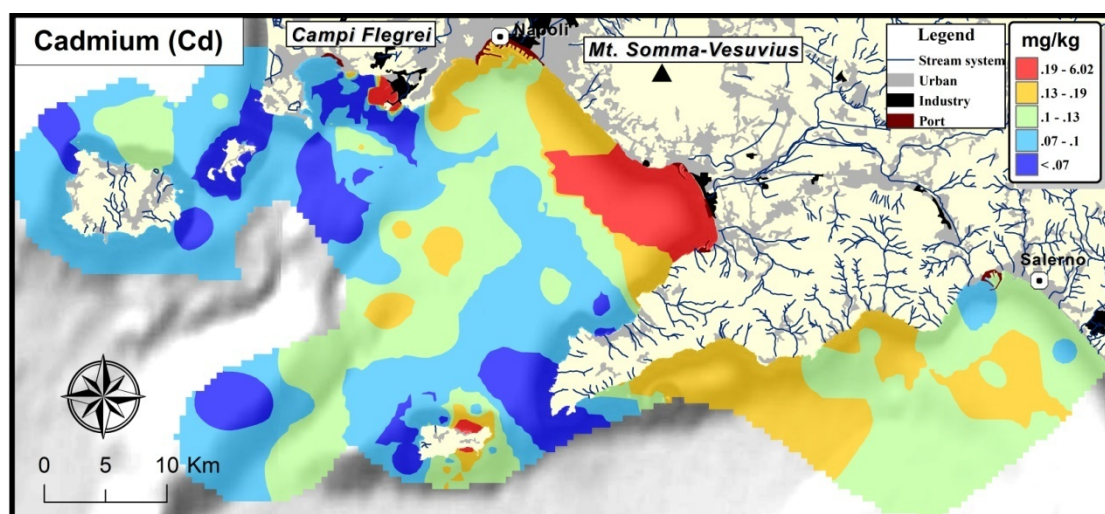 Cadmium (Cd)
Campi Flegrei
Napoli
Mt. Somma-Vesuvius
Legend
Stream system
Urban
Industry
Port
mg/kg
.19 - 6.02
.13 - .19
.1 - .13
.07 - .1
< .07
Salerno
0 5 10 Km